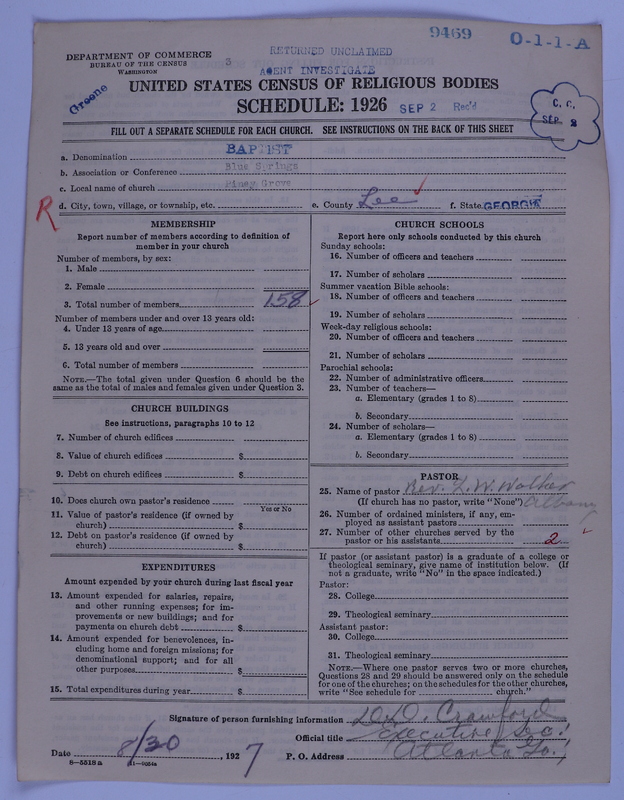 9469
O-1-1-A
DEPARTMENT OF COMMERCE
BUREAU OF THE CENSUS
WASHINGTON
3
RETURNED UNCLAIMED
AGENT INVESTIGATE
Greene
UNITED STATES CENSUS OF RELIGIOUS BODIES
SCHEDULE: 1926
SEP 2 Rec'd
C. C.
SEP. 2
FILL OUT A SEPARATE SCHEDULE FOR EACH CHURCH. SEE INSTRUCTIONS ON THE BACK OF THIS SHEET
a. Denomination BAPTIST
b. Association or Conference Blue Springs
c. Local name of church Piney Grove
R
d. City, town, village, or township, etc. e. County Lee f. State GEORGIA
MEMBERSHIP
Report number of members according to definition of
member in your church
Number of members, by sex:
1. Male
2. Female
3. Total number of members 158
Number of members under and over 13 years old:
4. Under 13 years of age
5. 13 years old and over
6. Total number of members
NOTE.—The total given under Question 6 should be the
same as the total of males and females given under Question 3.
CHURCH BUILDINGS
See instructions, paragraphs 10 to 12
7. Number of church edifices
8. Value of church edifices $
9. Debt on church edifices $
10. Does church own pastor's residence
Yes or No
11. Value of pastor's residence (if owned by
church) $
12. Debt on pastor's residence (if owned by
church) $
EXPENDITURES
Amount expended by your church during last fiscal year
13. Amount expended for salaries, repairs,
and other running expenses; for im-
provements or new buildings; and for
payments on church debt $
14. Amount expended for benevolences, in-
cluding home and foreign missions; for
denominational support; and for all
other purposes $
15. Total expenditures during year $
CHURCH SCHOOLS
Report here only schools conducted by this church
Sunday schools:
16. Number of officers and teachers
17. Number of scholars
Summer vacation Bible schools:
18. Number of officers and teachers
19. Number of scholars
Week-day religious schools:
20. Number of officers and teachers
21. Number of scholars
Parochial schools:
22. Number of administrative officers
23. Number of teachers—
a. Elementary (grades 1 to 8)
b. Secondary
24. Number of scholars—
a. Elementary (grades 1 to 8)
b. Secondary
PASTOR
25. Name of pastor Rev. L. W. Walker
(If church has no pastor, write "None") Albany
26. Number of ordained ministers, if any, em-
ployed as assistant pastors
27. Number of other churches served by the
pastor or his assistants 2
If pastor (or assistant pastor) is a graduate of a college or
theological seminary, give name of institution below. (If
not a graduate, write "No" in the space indicated.)
Pastor:
28. College
29. Theological seminary
Assistant pastor:
30. College
31. Theological seminary
NOTE.—Where one pastor serves two or more churches,
Questions 28 and 29 should be answered only on the schedule
for one of the churches; on the schedules for the other churches,
write "See schedule for church."
Signature of person furnishing information D.D. Crawford
Official title Executive Sec.
Date 8/30, 1927 P. O. Address Atlanta Ga.
8—5518a 11—9034a